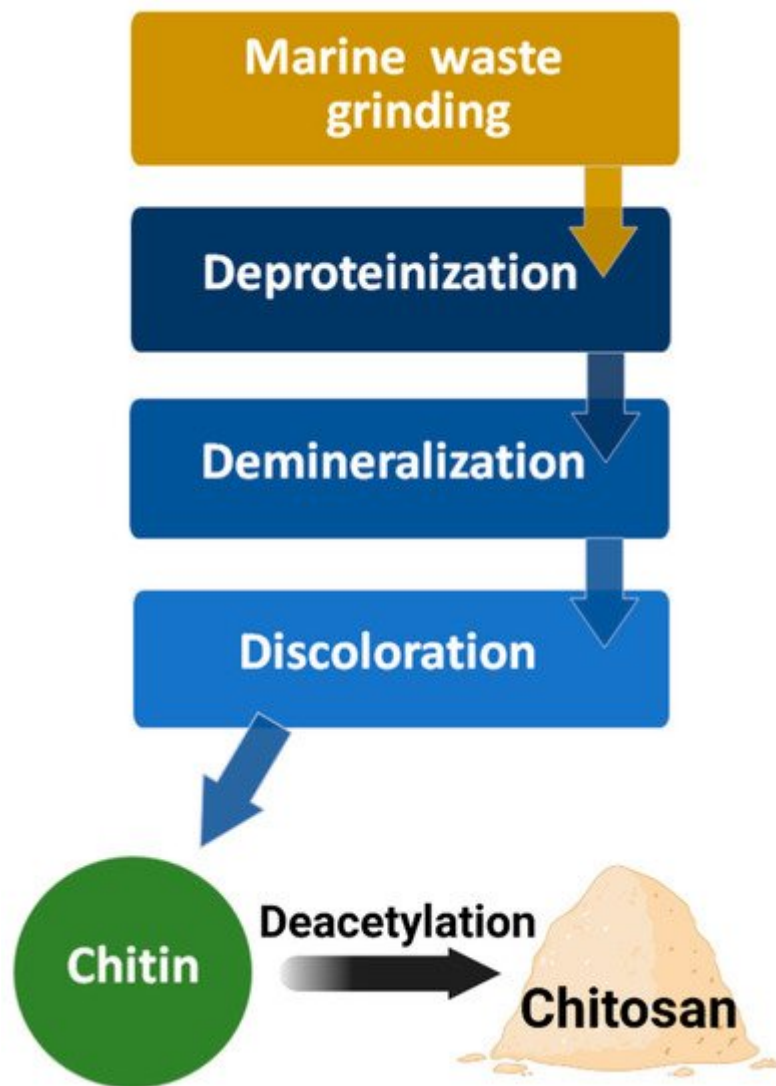 Marine waste
grinding
Deproteinization
Demineralization
Discoloration
Chitin
Deacetylation
Chitosan